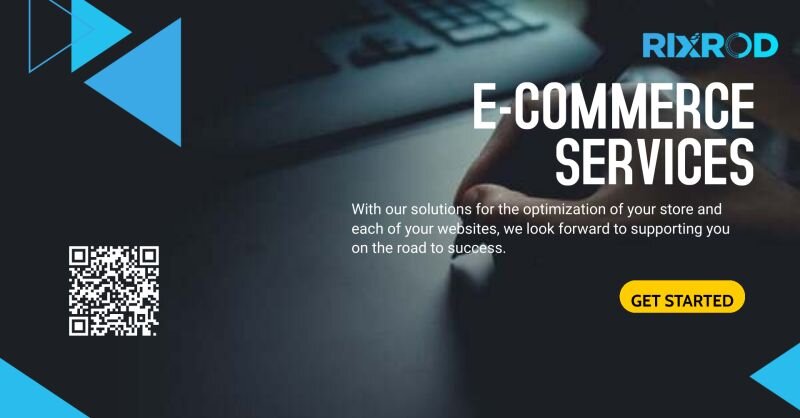 RIXROD
E-COMMERCE
SERVICES
With our solutions for the optimization of your store and
each of your websites, we look forward to supporting you
on the road to success.
GET STARTED